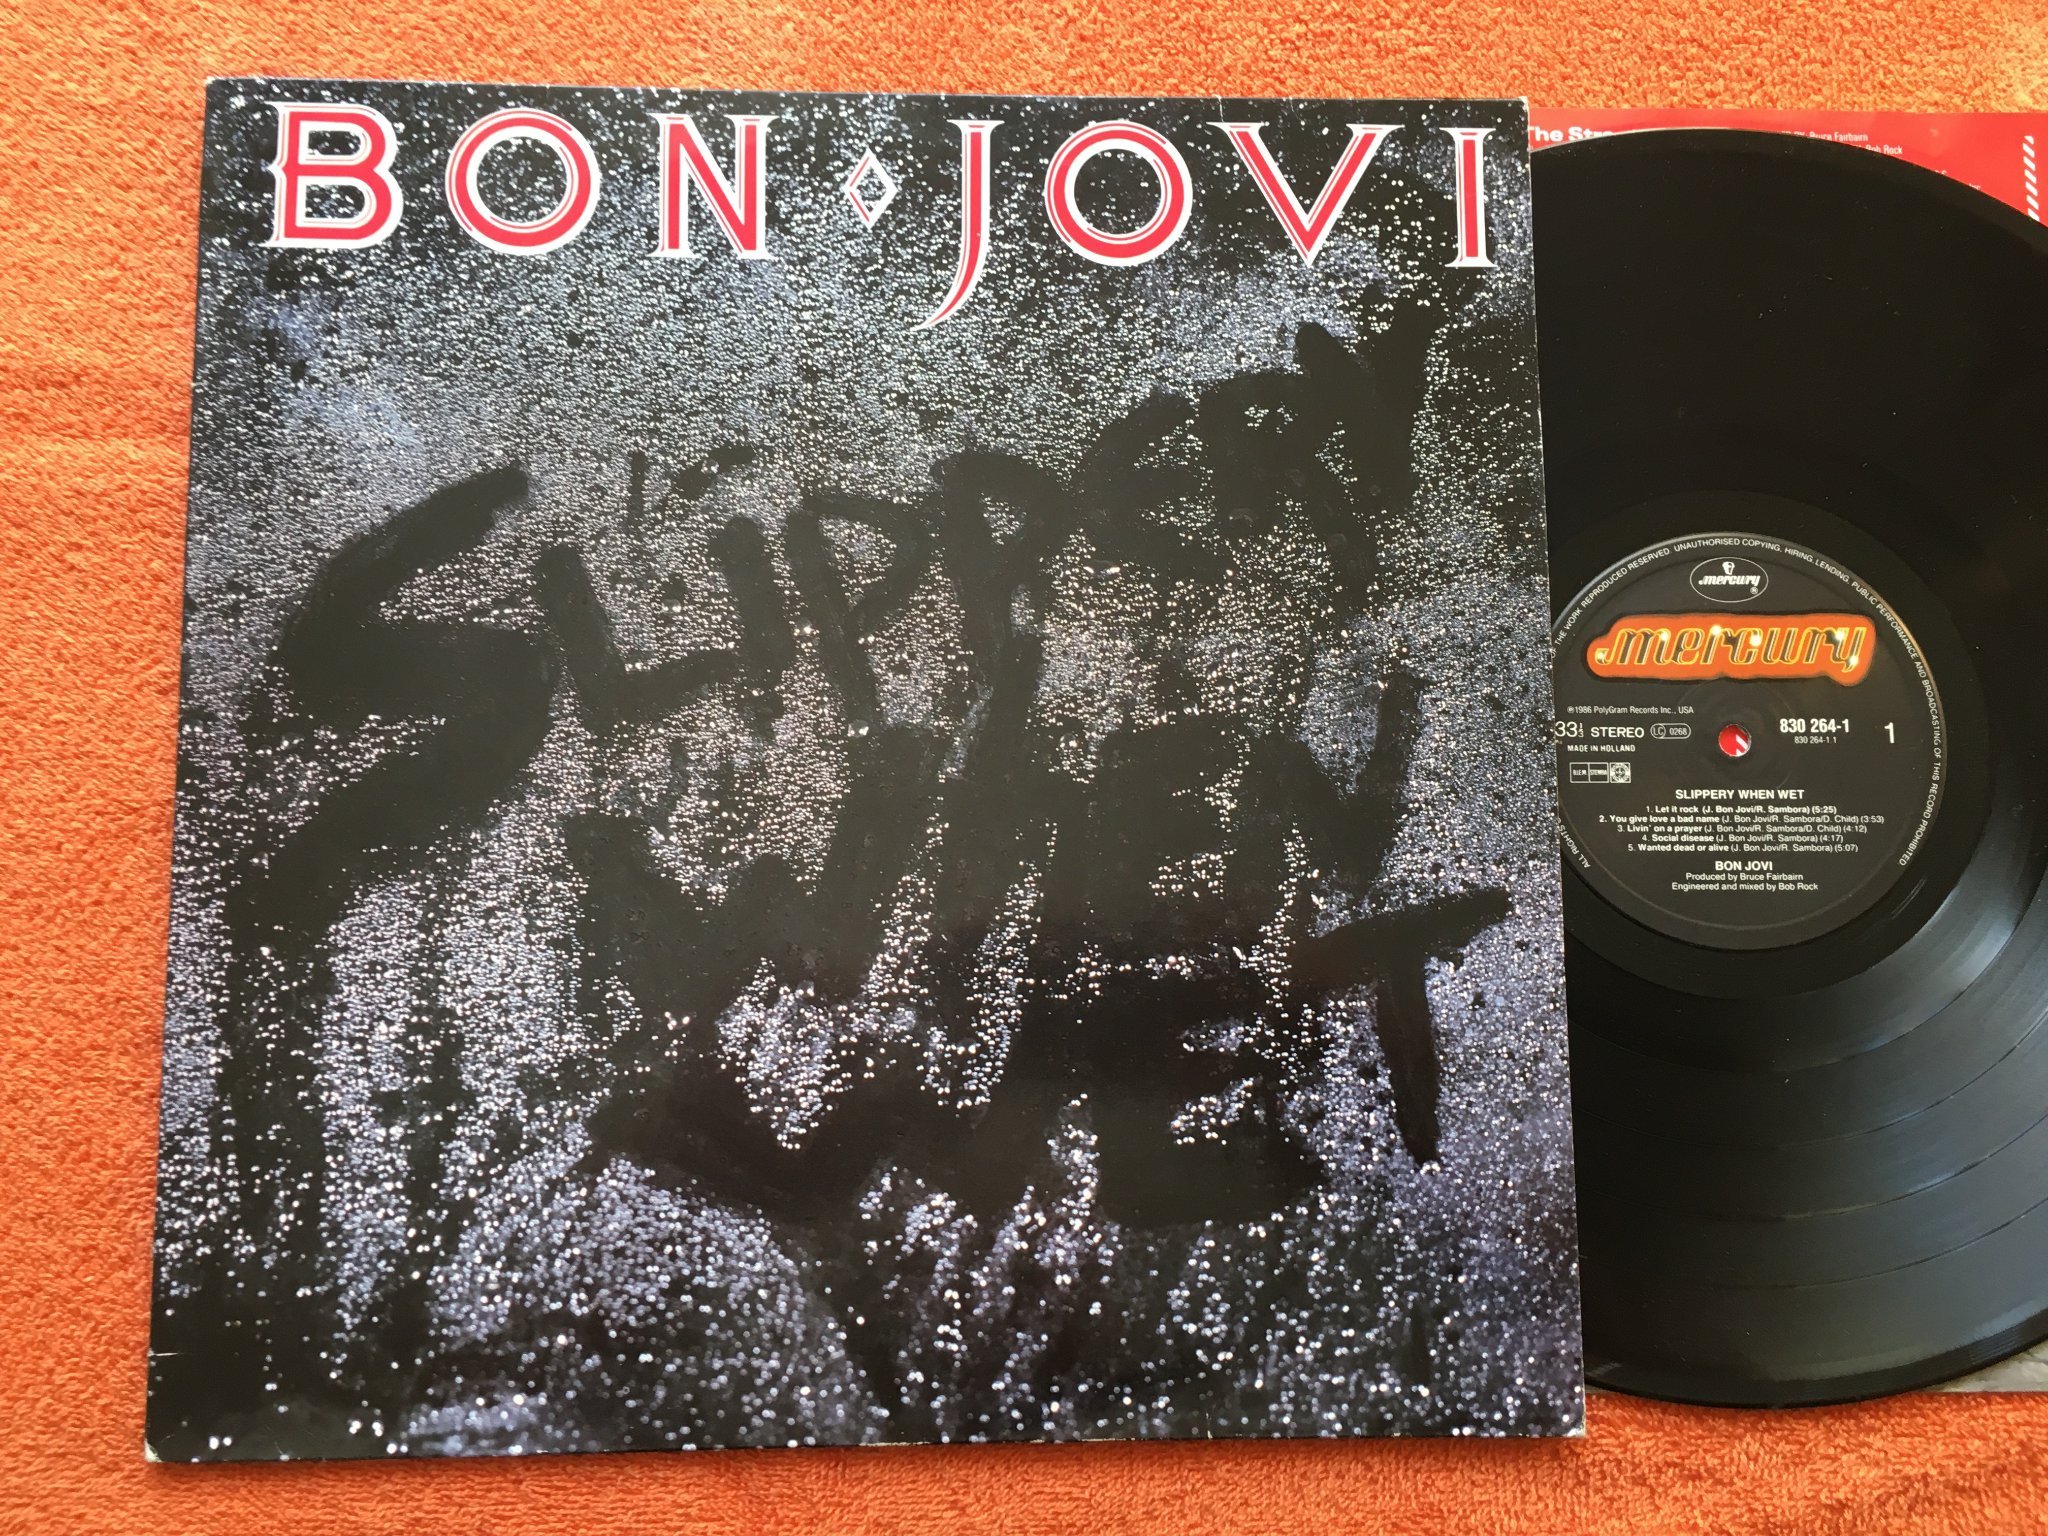 BON JOVI
SLIPPERY
WHEN
WET
The Stra
Bruce Fairbairn
Bob Rock
THE WORK REPRODUCED RESERVED. UNAUTHORISED COPYING, HIRING, LENDING, PUBLIC PERFORMANCE AND BROADCASTING OF THIS RECORD PROHIBITED
ALL RIGHTS
mercury ®
mercury
℗1986 PolyGram Records Inc., USA
33⅓ STEREO LC 0268
MADE IN HOLLAND
830 264-1
830 264-1.1
1
B.I.E.M. STEMRA
SLIPPERY WHEN WET
1. Let it rock (J. Bon Jovi/R. Sambora) (5:25)
2. You give love a bad name (J. Bon Jovi/R. Sambora/D. Child) (3:53)
3. Livin' on a prayer (J. Bon Jovi/R. Sambora/D. Child) (4:12)
4. Social disease (J. Bon Jovi/R. Sambora) (4:17)
5. Wanted dead or alive (J. Bon Jovi/R. Sambora) (5:07)
BON JOVI
Produced by Bruce Fairbairn
Engineered and mixed by Bob Rock